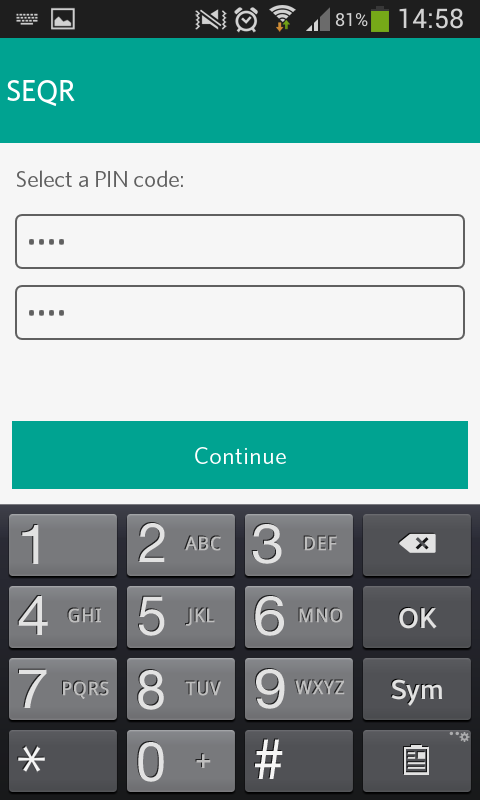 81% 14:58
SEQR
Select a PIN code:
••••
••••
Continue
1 2 ABC 3 DEF
4 GHI 5 JKL 6 MNO OK
7 PQRS 8 TUV 9 WXYZ Sym
* 0 + #